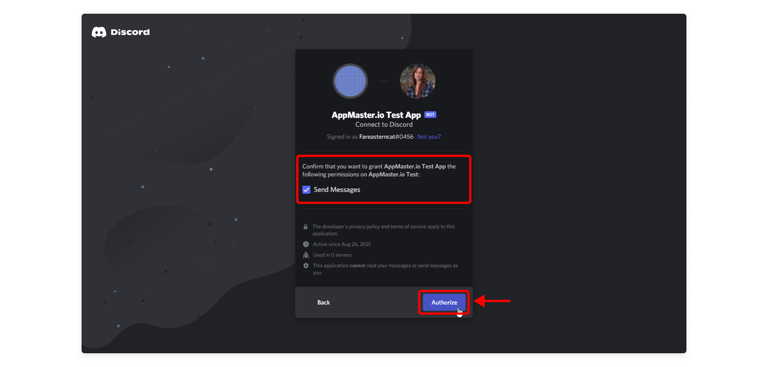 Discord
AppMaster.io Test App BOT
Connect to Discord
Signed in as Fareasterncat#0456 Not you?
Confirm that you want to grant AppMaster.io Test App the
following permissions on AppMaster.io Test:
Send Messages
The developer's privacy policy and terms of service apply to this
application.
Active since Aug 26, 2021
Used in 0 servers
This application cannot read your messages or send messages as
you.
Back
Authorize